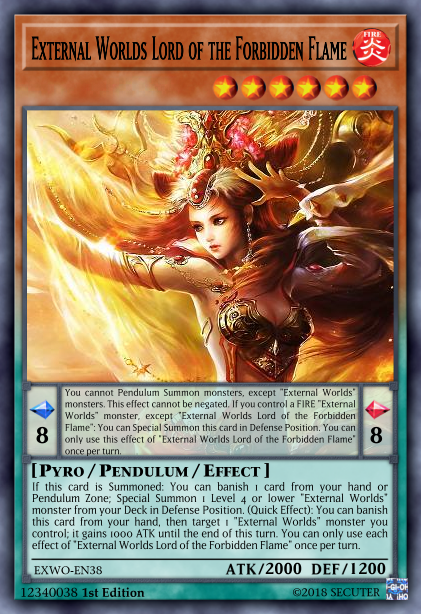 External Worlds Lord of the Forbidden Flame
FIRE
炎
You cannot Pendulum Summon monsters, except "External Worlds"
monsters. This effect cannot be negated. If you control a FIRE "External
Worlds" monster, except "External Worlds Lord of the Forbidden
Flame": You can Special Summon this card in Defense Position. You can
only use this effect of "External Worlds Lord of the Forbidden Flame"
once per turn.
8
8
[Pyro / Pendulum / Effect]
If this card is Summoned: You can banish 1 card from your hand or
Pendulum Zone; Special Summon 1 Level 4 or lower "External Worlds"
monster from your Deck in Defense Position. (Quick Effect): You can banish
this card from your hand, then target 1 "External Worlds" monster you
control; it gains 1000 ATK until the end of this turn. You can only use each
effect of "External Worlds Lord of the Forbidden Flame" once per turn.
EXWO-EN38
ATK/2000 DEF/1200
12340038 1st Edition
©2018 SECUTER